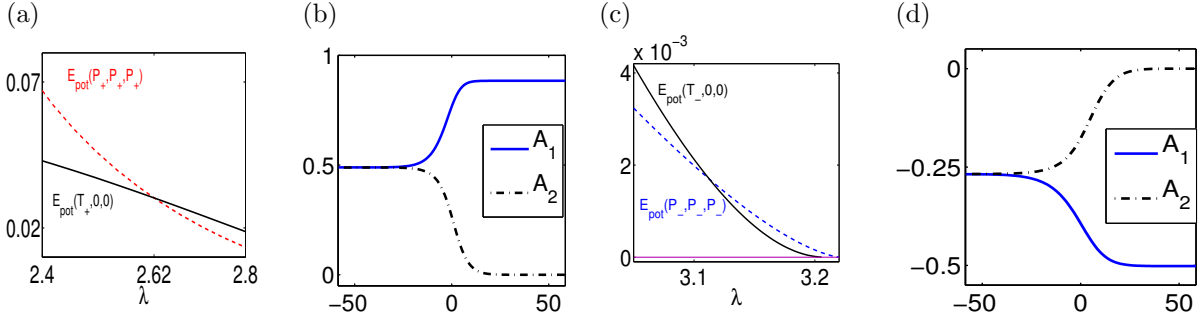 (a)
0.07
0.02
E_pot(P_+,P_+,P_+)
E_pot(T_+,0,0)
2.4 2.62 2.8
λ
(b)
1
0.5
0
A_1
A_2
−50 0 50
(c)
x 10^−3
4
2
0
E_pot(T_−,0,0)
E_pot(P_−,P_−,P_−)
3.1 3.2
λ
(d)
0
−0.25
−0.5
A_1
A_2
−50 0 50